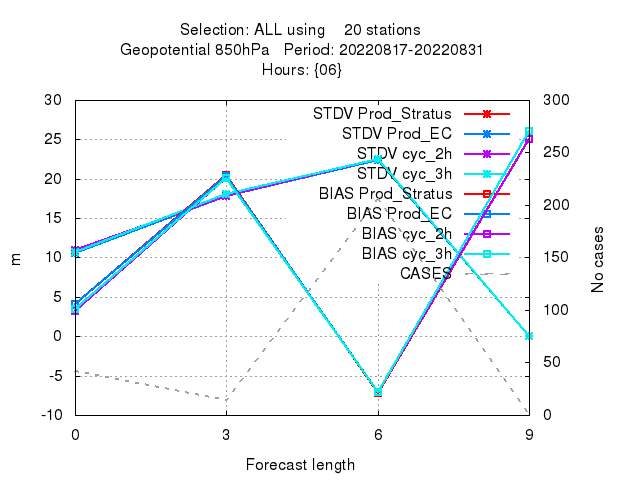 Selection: ALL using    20 stations
Geopotential 850hPa   Period: 20220817-20220831
Hours: {06}
30 300
STDV Prod_Stratus
25 STDV Prod_EC
STDV cyc_2h 250
20 STDV cyc_3h
BIAS Prod_Stratus 200
15 BIAS Prod_EC
BIAS cyc_2h
10 BIAS cyc_3h 150
CASES
m
No cases
5
100
0
50
-5
-10 0
0 3 6 9
Forecast length